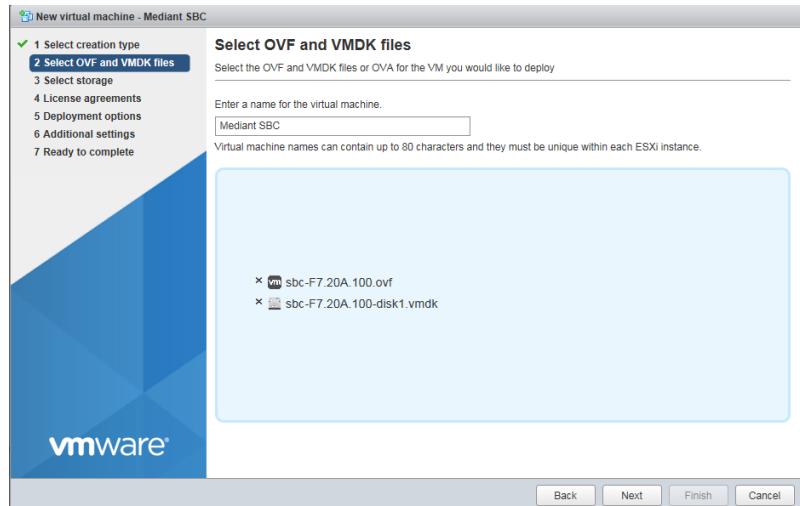 New virtual machine - Mediant SBC
1 Select creation type
2 Select OVF and VMDK files
3 Select storage
4 License agreements
5 Deployment options
6 Additional settings
7 Ready to complete
Select OVF and VMDK files
Select the OVF and VMDK files or OVA for the VM you would like to deploy
Enter a name for the virtual machine.
Mediant SBC
Virtual machine names can contain up to 80 characters and they must be unique within each ESXi instance.
× vm sbc-F7.20A.100.ovf
× sbc-F7.20A.100-disk1.vmdk
vmware®
Back Next Finish Cancel